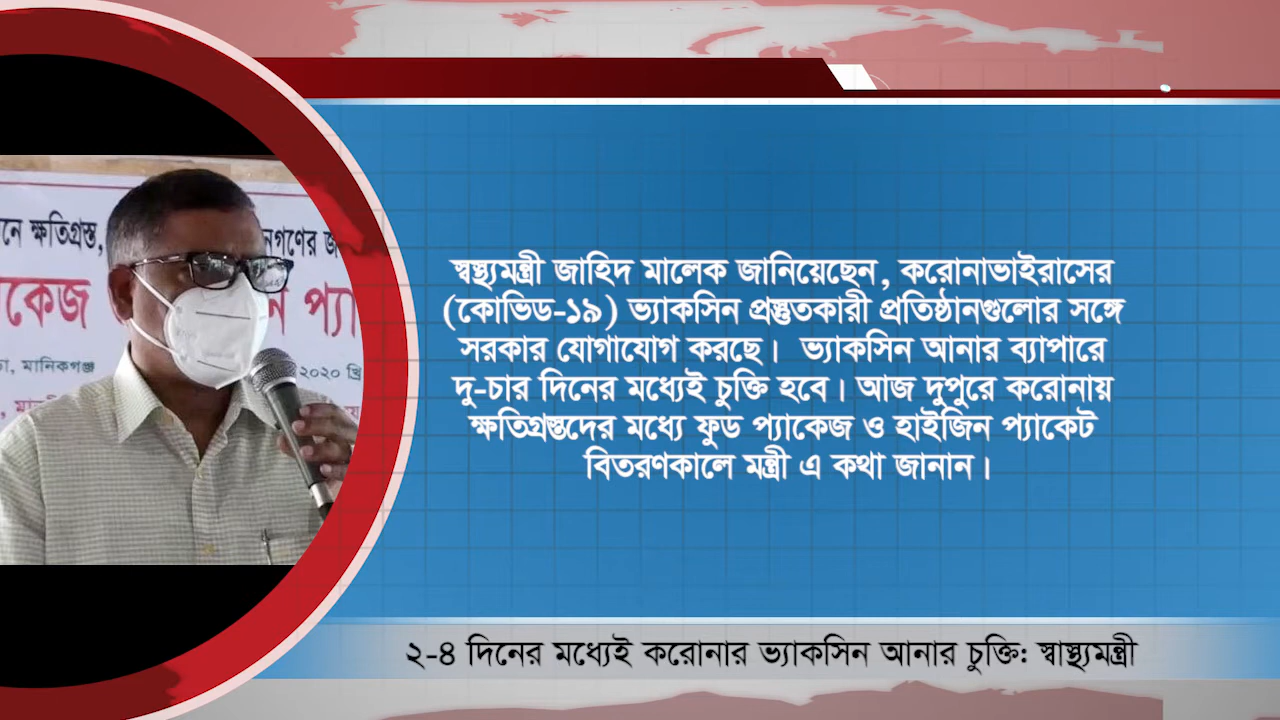 নে ক্ষতিগ্রস্ত,
নগণের জ
াকেজ
ন প্যা
া, মানিকগঞ্জ
২০২০ খ্রি
স্বাস্থ্যমন্ত্রী জাহিদ মালেক জানিয়েছেন, করোনাভাইরাসের
(কোভিড-১৯) ভ্যাকসিন প্রস্তুতকারী প্রতিষ্ঠানগুলোর সঙ্গে
সরকার যোগাযোগ করছে। ভ্যাকসিন আনার ব্যাপারে
দু-চার দিনের মধ্যেই চুক্তি হবে। আজ দুপুরে করোনায়
ক্ষতিগ্রস্তদের মধ্যে ফুড প্যাকেজ ও হাইজিন প্যাকেট
বিতরণকালে মন্ত্রী এ কথা জানান।
২-৪ দিনের মধ্যেই করোনার ভ্যাকসিন আনার চুক্তি: স্বাস্থ্যমন্ত্রী